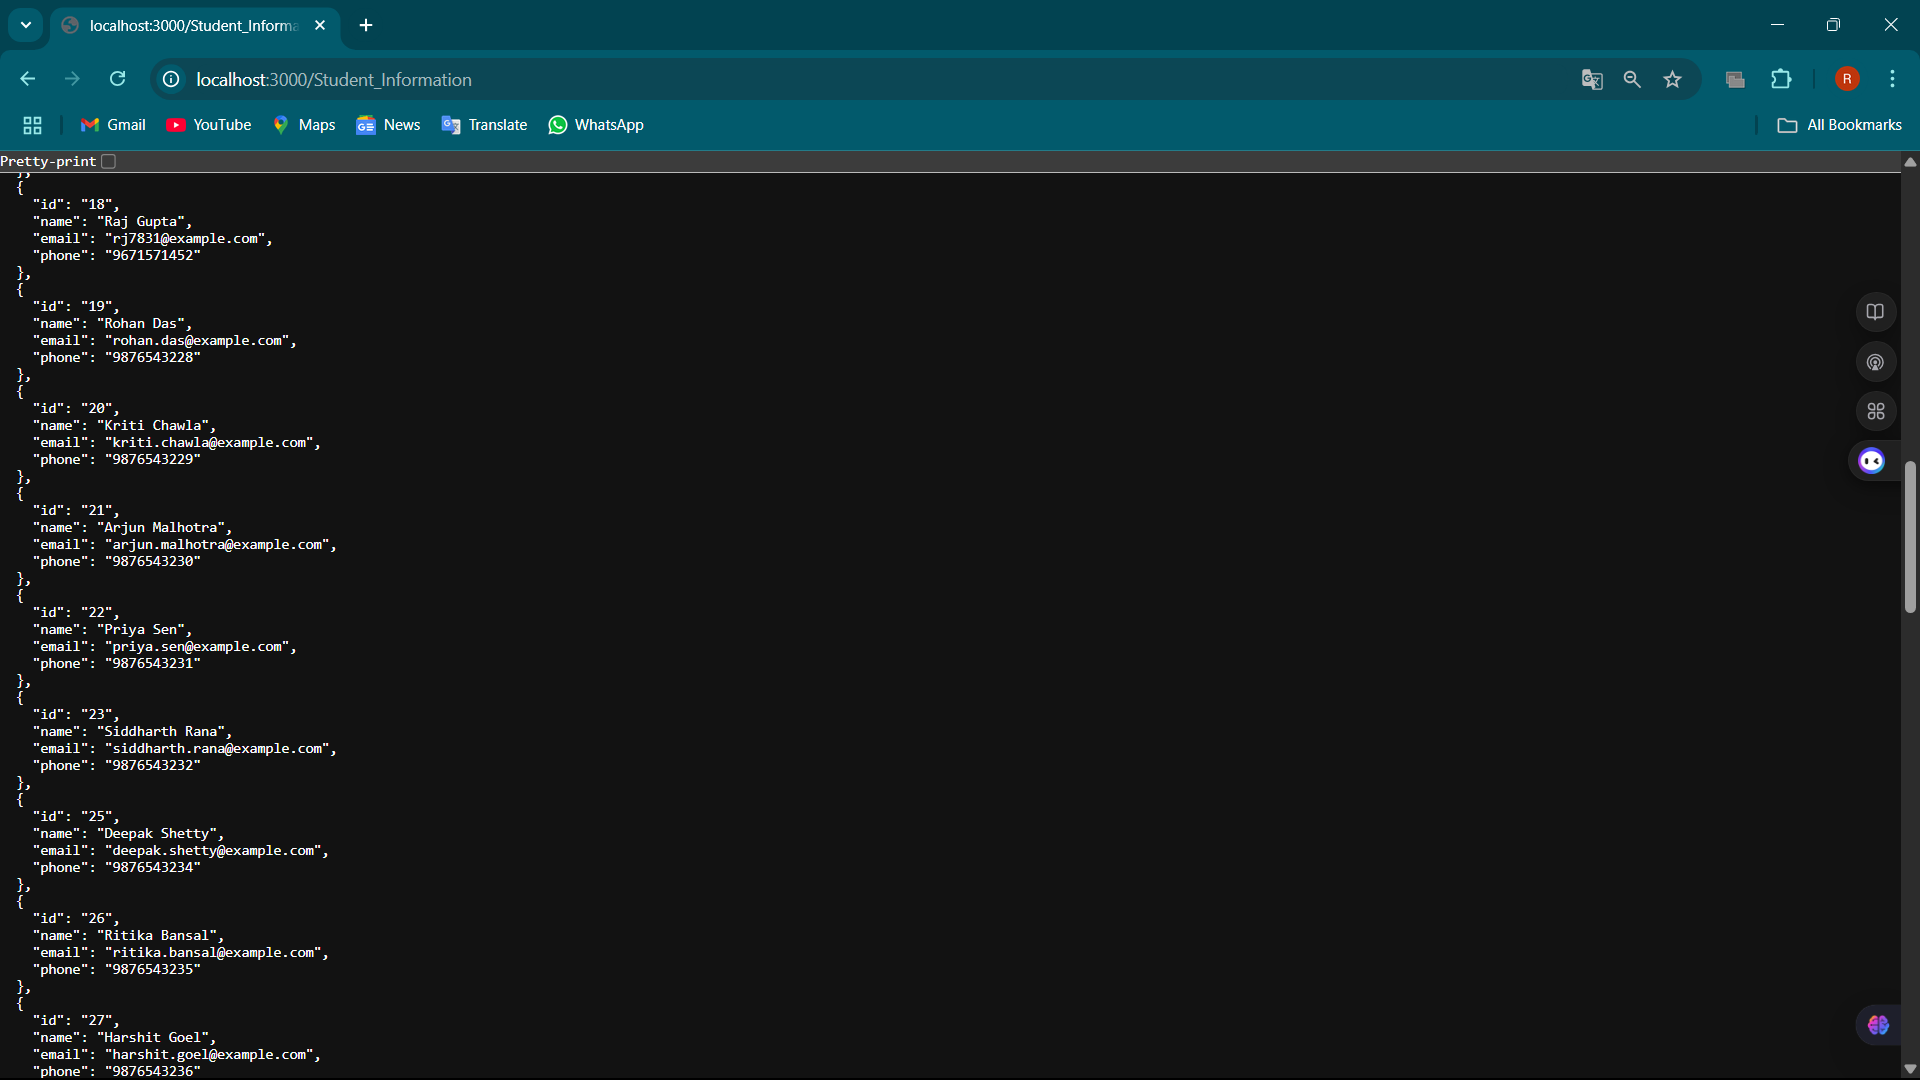 localhost:3000/Student_Informa
localhost:3000/Student_Information
R
Gmail
YouTube
Maps
News
Translate
WhatsApp
All Bookmarks
Pretty-print
},
{
"id": "18",
"name": "Raj Gupta",
"email": "rj7831@example.com",
"phone": "9671571452"
},
{
"id": "19",
"name": "Rohan Das",
"email": "rohan.das@example.com",
"phone": "9876543228"
},
{
"id": "20",
"name": "Kriti Chawla",
"email": "kriti.chawla@example.com",
"phone": "9876543229"
},
{
"id": "21",
"name": "Arjun Malhotra",
"email": "arjun.malhotra@example.com",
"phone": "9876543230"
},
{
"id": "22",
"name": "Priya Sen",
"email": "priya.sen@example.com",
"phone": "9876543231"
},
{
"id": "23",
"name": "Siddharth Rana",
"email": "siddharth.rana@example.com",
"phone": "9876543232"
},
{
"id": "25",
"name": "Deepak Shetty",
"email": "deepak.shetty@example.com",
"phone": "9876543234"
},
{
"id": "26",
"name": "Ritika Bansal",
"email": "ritika.bansal@example.com",
"phone": "9876543235"
},
{
"id": "27",
"name": "Harshit Goel",
"email": "harshit.goel@example.com",
"phone": "9876543236"